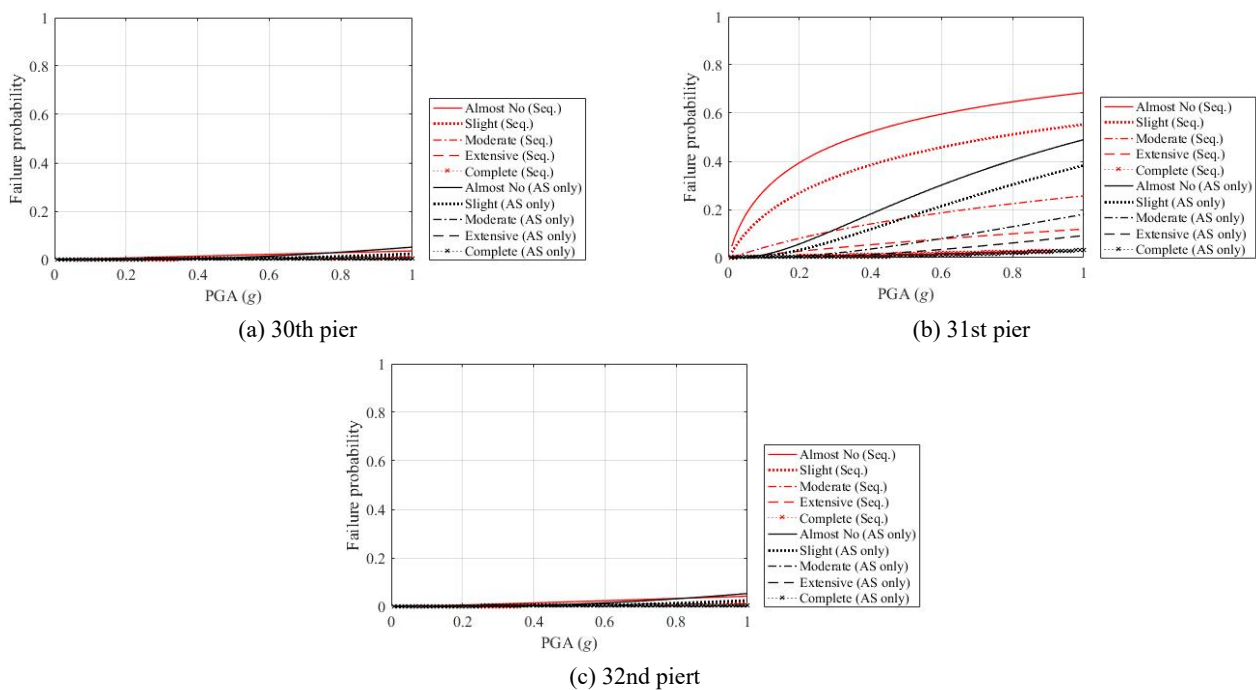 1
0.8
0.6
0.4
0.2
0
Failure probability
0
0.2
0.4
0.6
0.8
1
PGA (g)
Almost No (Seq.)
Slight (Seq.)
Moderate (Seq.)
Extensive (Seq.)
Complete (Seq.)
Almost No (AS only)
Slight (AS only)
Moderate (AS only)
Extensive (AS only)
Complete (AS only)
(a) 30th pier
1
0.8
0.6
0.4
0.2
0
Failure probability
0
0.2
0.4
0.6
0.8
1
PGA (g)
Almost No (Seq.)
Slight (Seq.)
Moderate (Seq.)
Extensive (Seq.)
Complete (Seq.)
Almost No (AS only)
Slight (AS only)
Moderate (AS only)
Extensive (AS only)
Complete (AS only)
(b) 31st pier
1
0.8
0.6
0.4
0.2
0
Failure probability
0
0.2
0.4
0.6
0.8
1
PGA (g)
Almost No (Seq.)
Slight (Seq.)
Moderate (Seq.)
Extensive (Seq.)
Complete (Seq.)
Almost No (AS only)
Slight (AS only)
Moderate (AS only)
Extensive (AS only)
Complete (AS only)
(c) 32nd piert